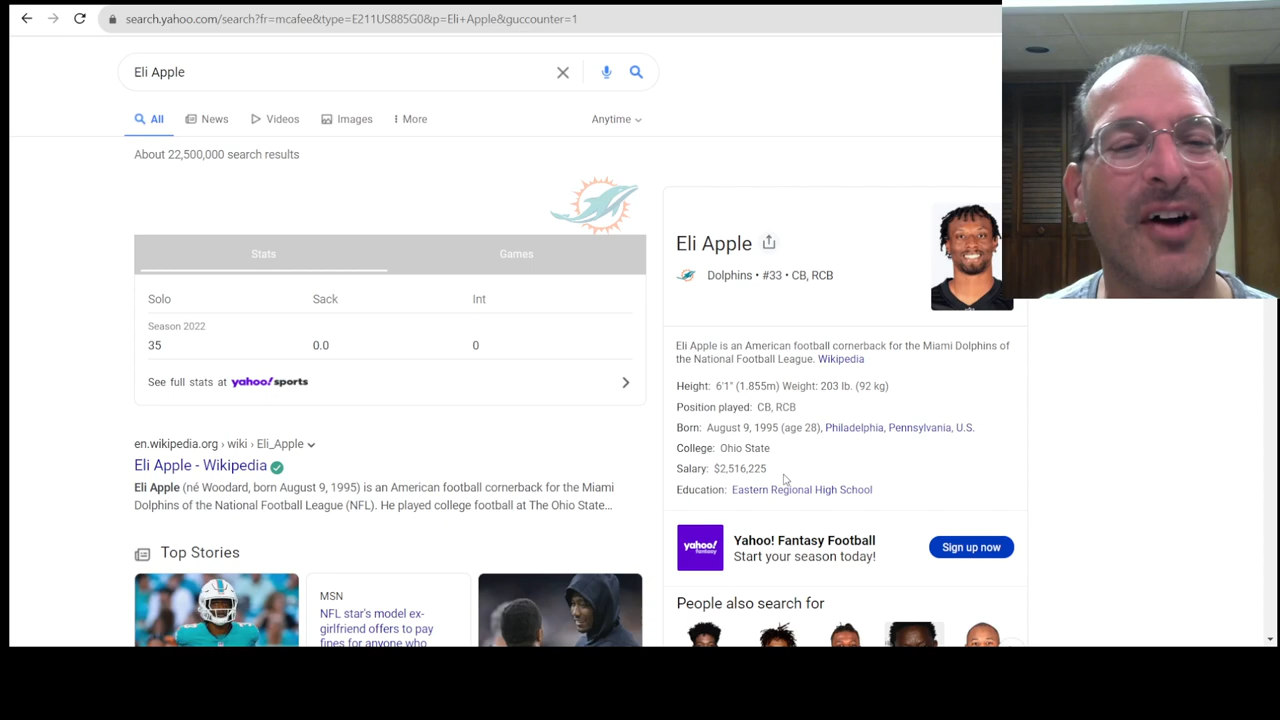 search.yahoo.com/search?fr=mcafee&type=E211US885G0&p=Eli+Apple&guccounter=1
Eli Apple
All
News
Videos
Images
More
Anytime
About 22,500,000 search results
Stats
Games
Solo
Sack
Int
Season 2022
35
0.0
0
See full stats at yahoo!sports
en.wikipedia.org › wiki › Eli_Apple
Eli Apple - Wikipedia
Eli Apple (né Woodard, born August 9, 1995) is an American football cornerback for the Miami
Dolphins of the National Football League (NFL). He played college football at The Ohio State...
Top Stories
MSN
NFL star's model ex-
girlfriend offers to pay
fines for anyone who
Eli Apple
Dolphins • #33 • CB, RCB
Eli Apple is an American football cornerback for the Miami Dolphins of
the National Football League. Wikipedia
Height: 6'1" (1.855m) Weight: 203 lb. (92 kg)
Position played: CB, RCB
Born: August 9, 1995 (age 28), Philadelphia, Pennsylvania, U.S.
College: Ohio State
Salary: $2,516,225
Education: Eastern Regional High School
yahoo!
fantasy
Yahoo! Fantasy Football
Start your season today!
Sign up now
People also search for